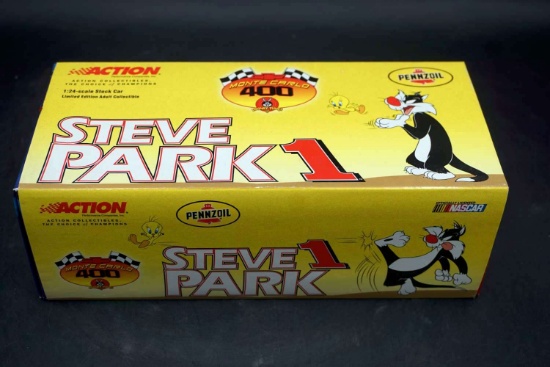 ACTION
ACTION COLLECTIBLES...
THE CHOICE of CHAMPIONS
1:24-scale Stock Car
Limited Edition Adult Collectible
MONTE CARLO
400
PENNZOIL
STEVE
PARK 1
ACTION
ACTION COLLECTIBLES...
THE CHOICE of CHAMPIONS
PENNZOIL
NASCAR
MONTE CARLO
400
STEVE 1
PARK